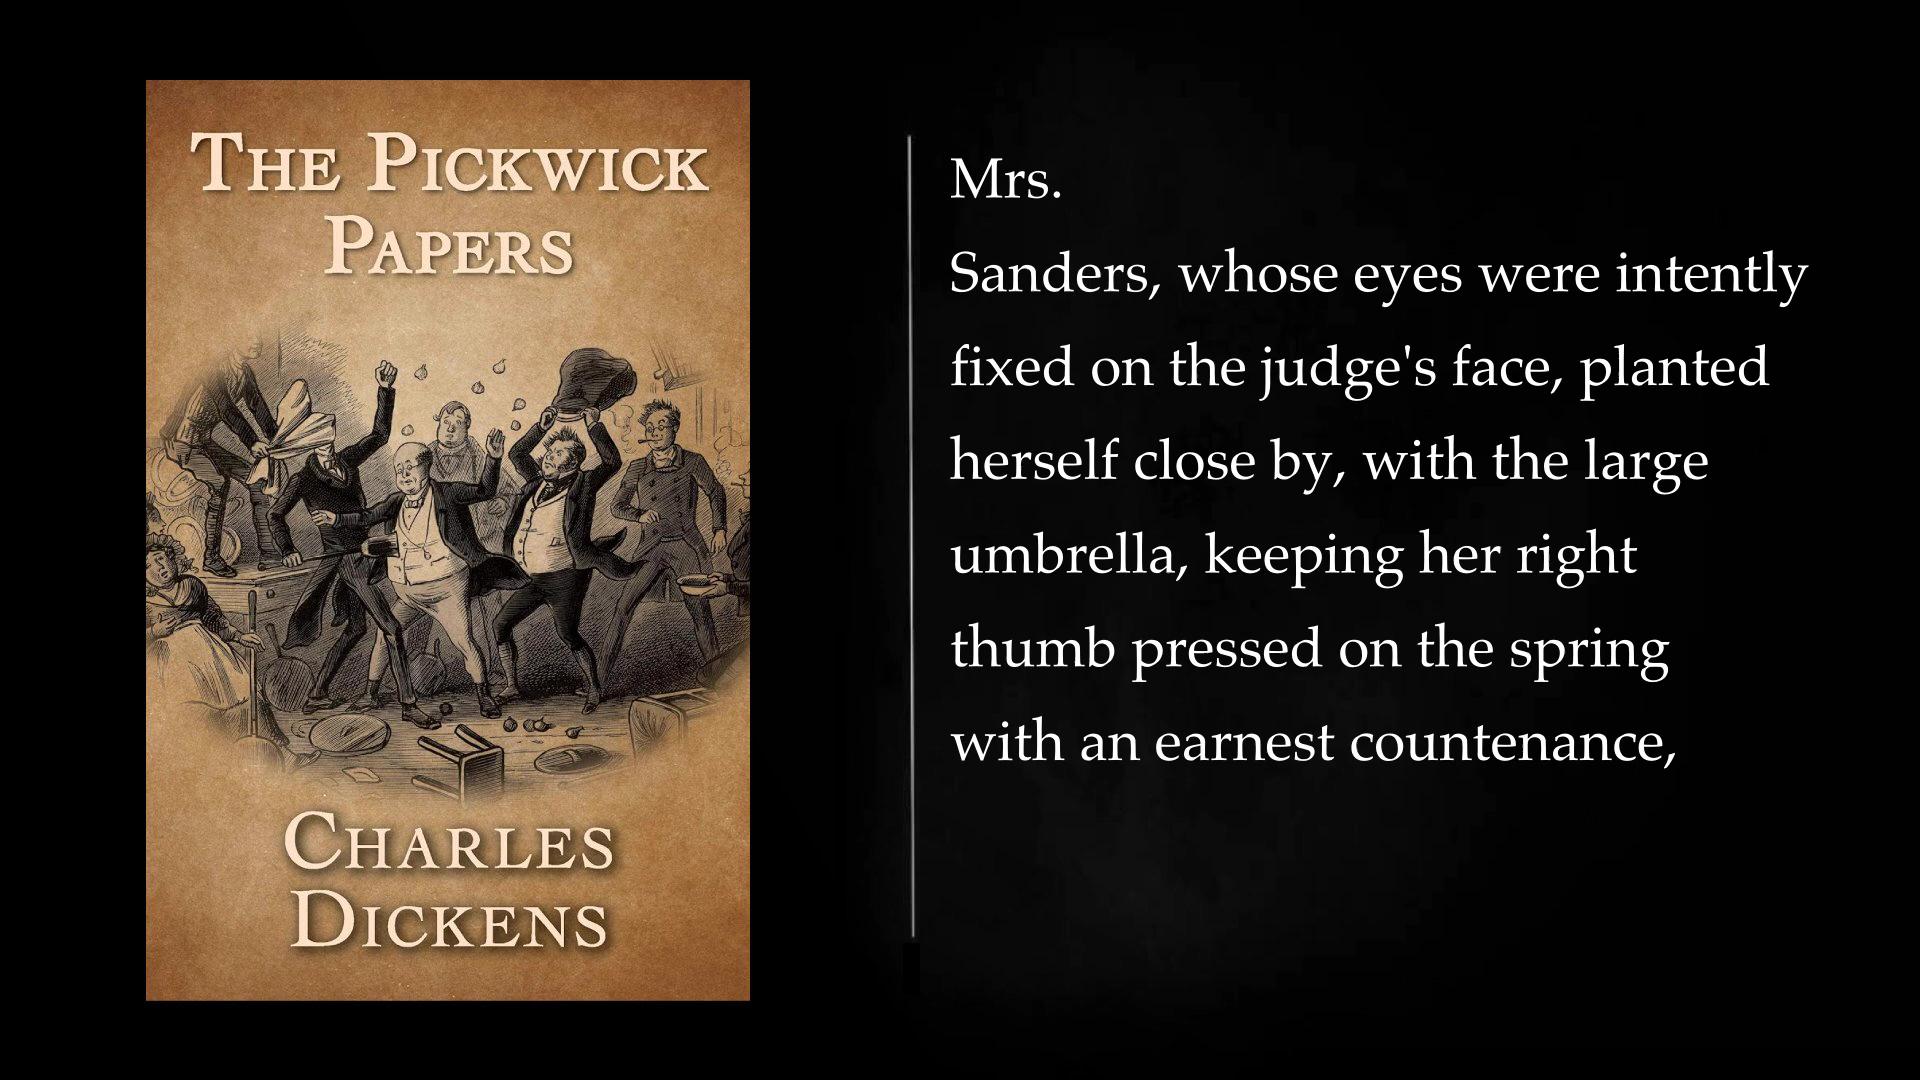 THE PICKWICK
PAPERS
CHARLES
DICKENS
Mrs.
Sanders, whose eyes were intently
fixed on the judge's face, planted
herself close by, with the large
umbrella, keeping her right
thumb pressed on the spring
with an earnest countenance,